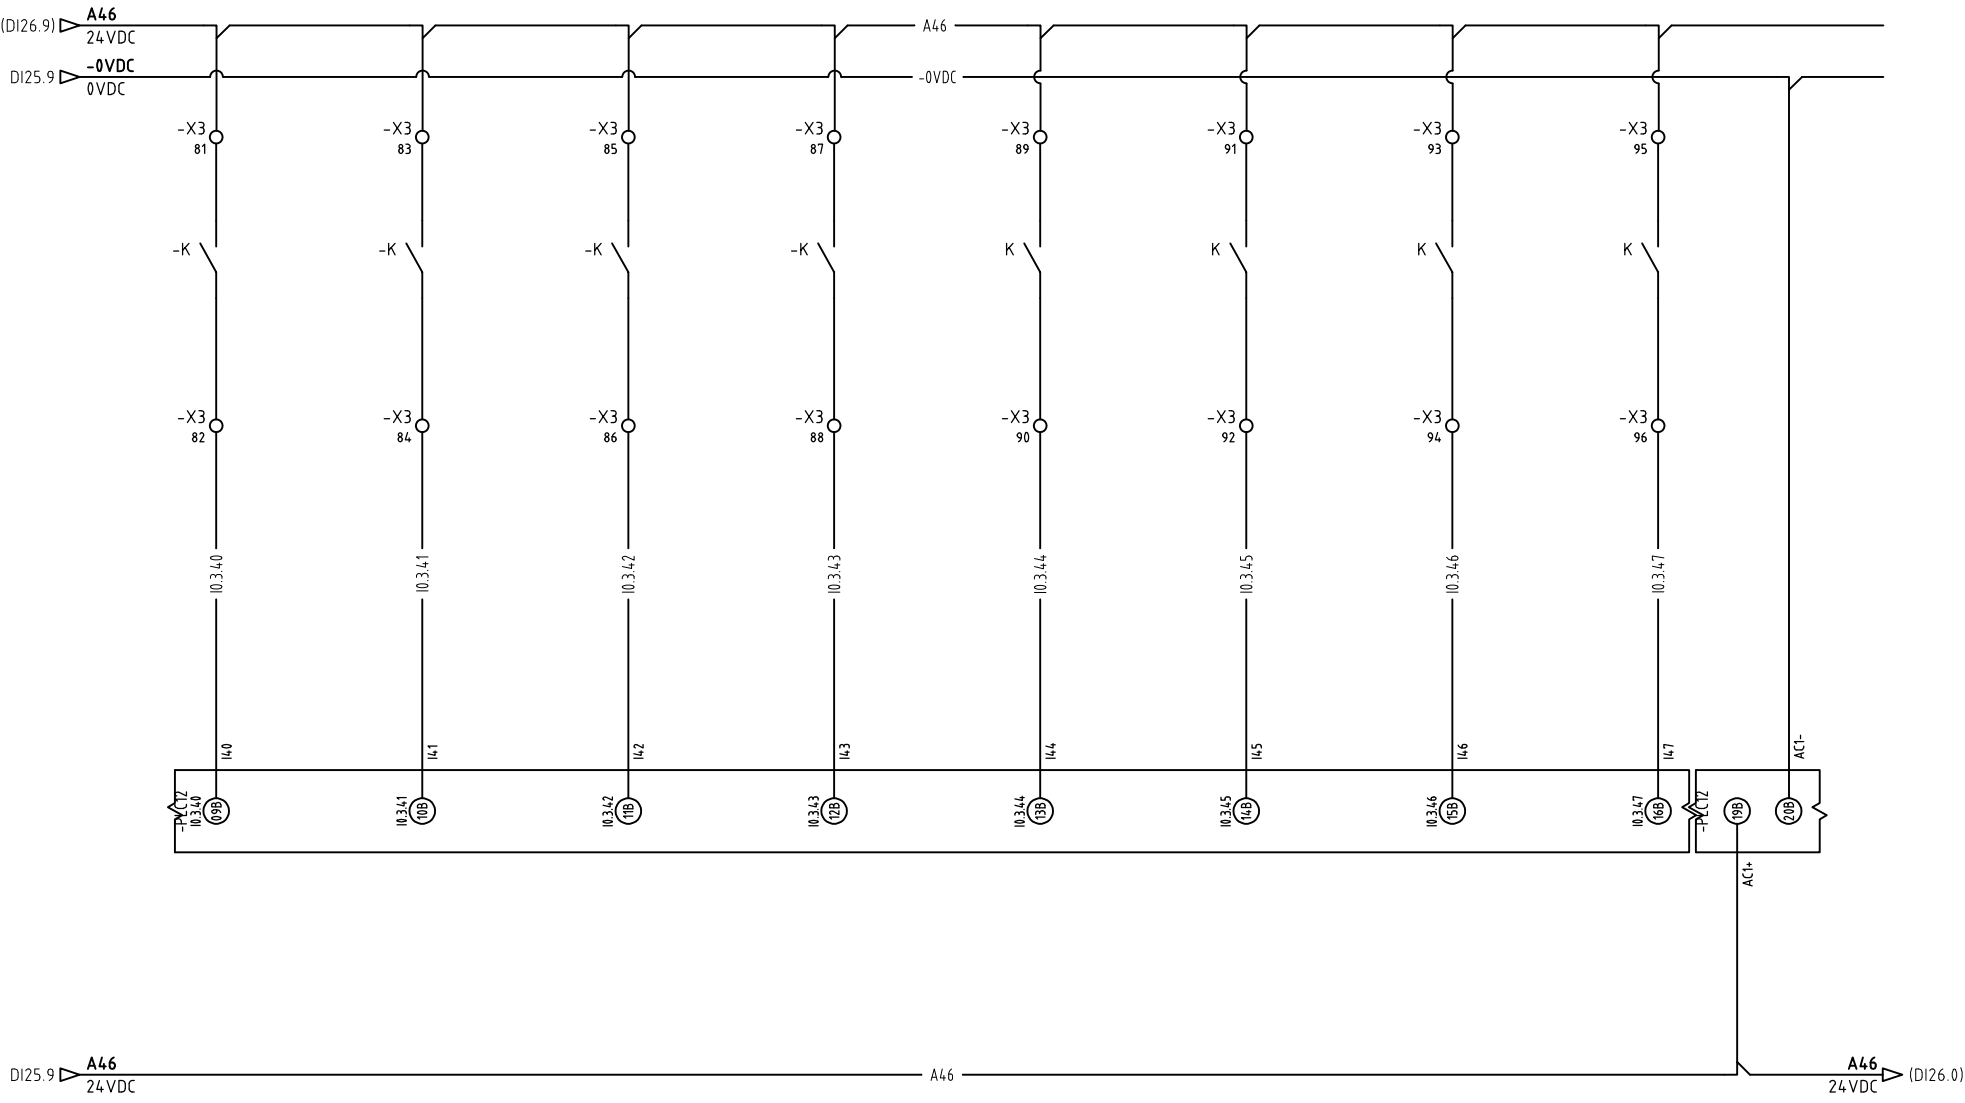 (DI26.9) A46 A46
24VDC
DI25.9 -0VDC -0VDC
0VDC
-X3 -X3 -X3 -X3 -X3 -X3 -X3 -X3
81 83 85 87 89 91 93 95
-K -K -K -K K K K K
-X3 -X3 -X3 -X3 -X3 -X3 -X3 -X3
82 84 86 88 90 92 94 96
I0.3.40 I0.3.41 I0.3.42 I0.3.43 I0.3.44 I0.3.45 I0.3.46 I0.3.47
I40 I41 I42 I43 I44 I45 I46 I47 AC1-
-PLC12 I0.3.40 09B I0.3.41 10B I0.3.42 11B I0.3.43 12B I0.3.44 13B I0.3.45 14B I0.3.46 15B I0.3.47 16B -PLC12 19B 20B
AC1+
DI25.9 A46 A46 A46 (DI26.0)
24VDC 24VDC